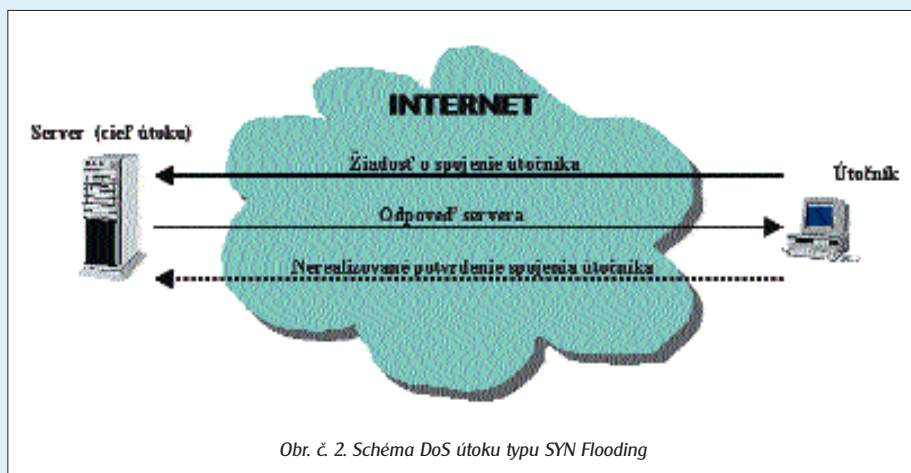 INTERNET
Server (cieľ útoku)
Žiadosť o spojenie útočníka
Útočník
Odpoveď servera
Nerealizované potvrdenie spojenia útočníka
Obr. č. 2. Schéma DoS útoku typu SYN Flooding